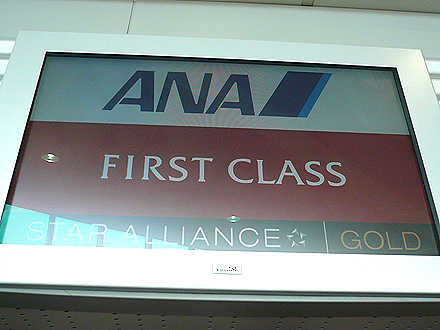 ANA
FIRST CLASS
STAR ALLIANCE | GOLD